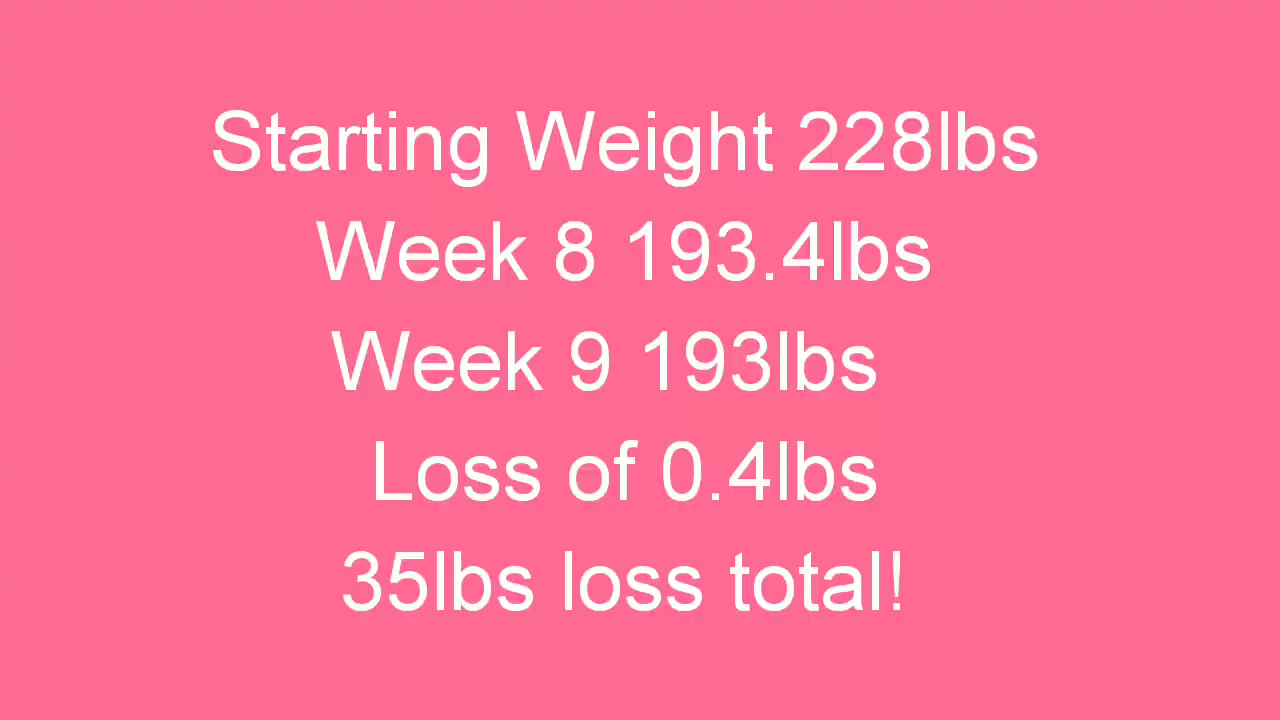 Starting Weight 228lbs
Week 8 193.4lbs
Week 9 193lbs
Loss of 0.4lbs
35lbs loss total!